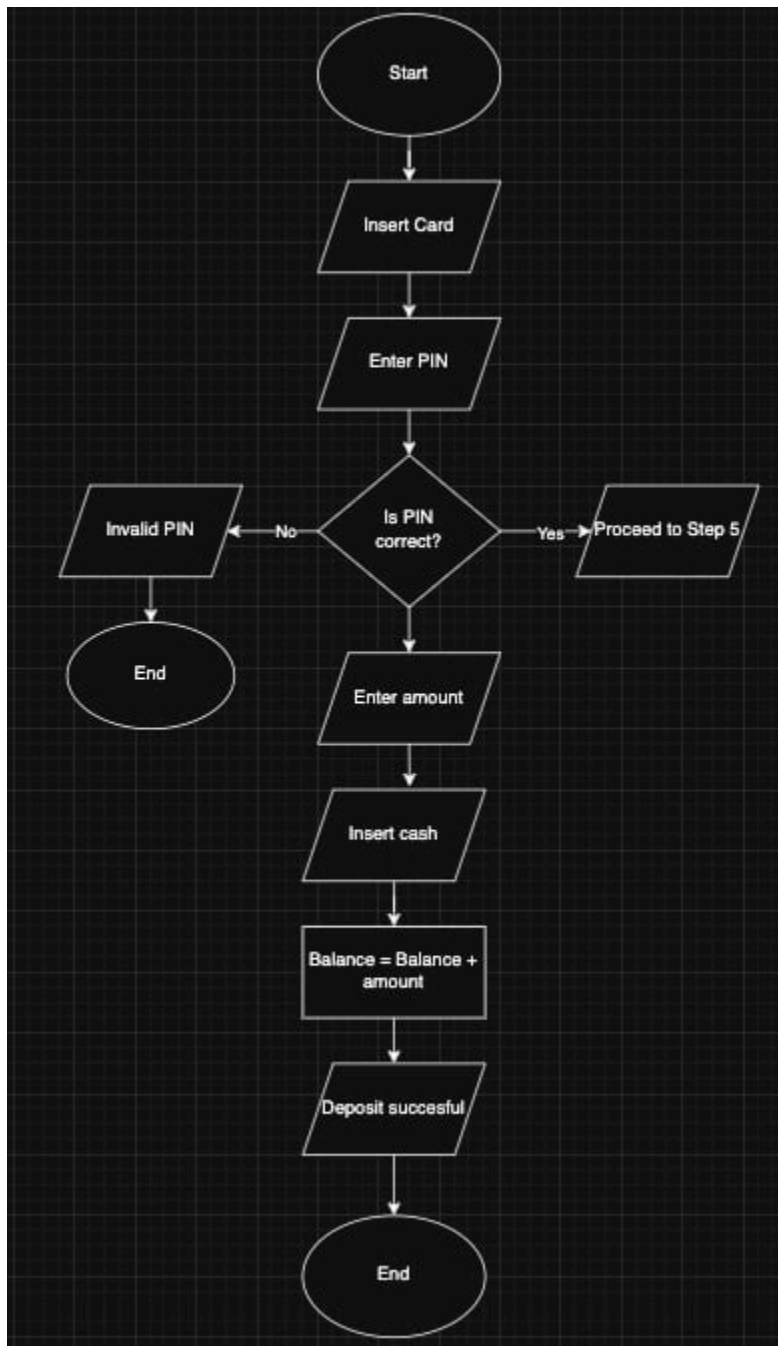 Start
Insert Card
Enter PIN
Is PIN
correct?
No
Invalid PIN
End
Yes
Proceed to Step 5
Enter amount
Insert cash
Balance = Balance +
amount
Deposit succesful
End